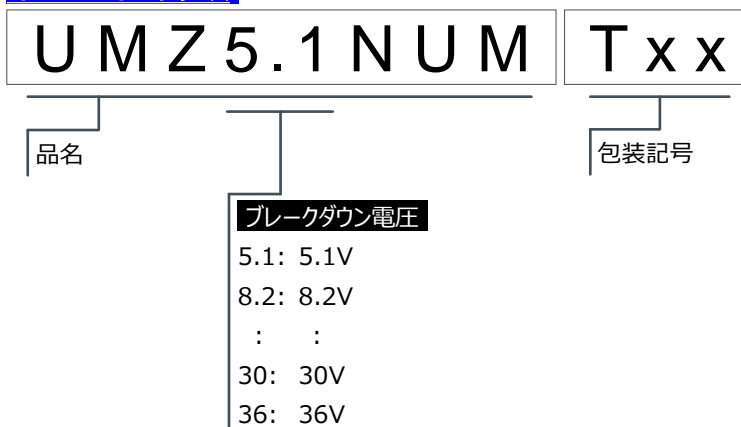 UMZ5.1NUM Txx
品名
包装記号
ブレークダウン電圧
5.1: 5.1V
8.2: 8.2V
: :
30: 30V
36: 36V